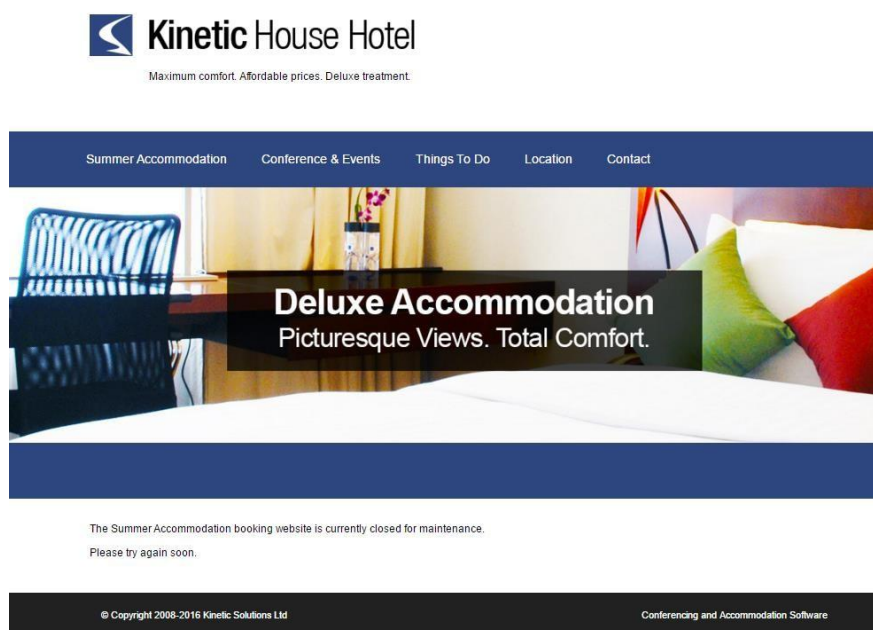 Kinetic House Hotel
Maximum comfort. Affordable prices. Deluxe treatment.
Summer Accommodation Conference & Events Things To Do Location Contact
Deluxe Accommodation
Picturesque Views. Total Comfort.
The Summer Accommodation booking website is currently closed for maintenance.
Please try again soon.
© Copyright 2008-2016 Kinetic Solutions Ltd Conferencing and Accommodation Software